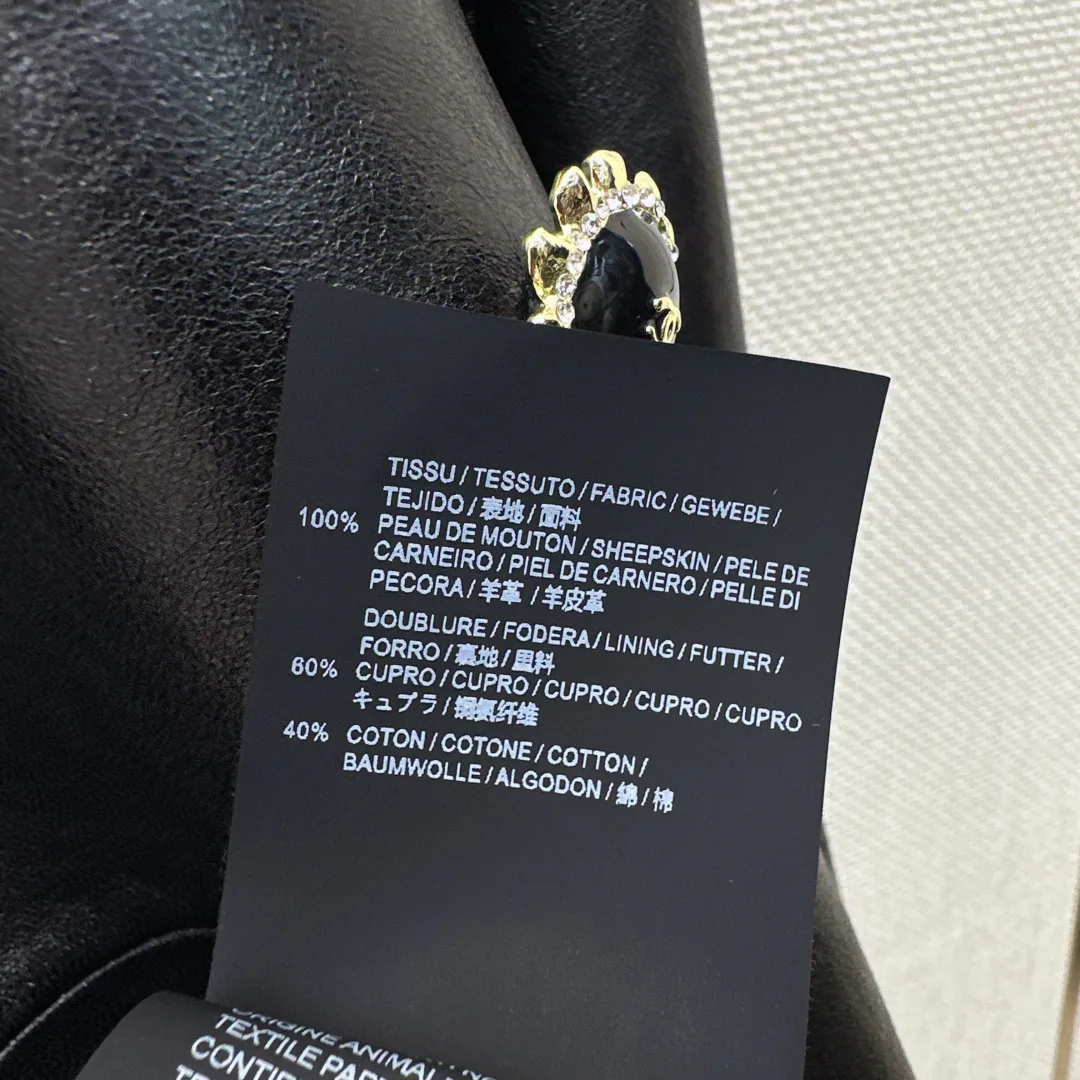 TISSU / TESSUTO / FABRIC / GEWEBE /
TEJIDO / 表地 / 面料
100% PEAU DE MOUTON / SHEEPSKIN / PELE DE
CARNEIRO / PIEL DE CARNERO / PELLE DI
PECORA / 羊革 / 羊皮革
DOUBLURE / FODERA / LINING / FUTTER /
FORRO / 裏地 / 里料
60% CUPRO / CUPRO / CUPRO / CUPRO / CUPRO
キュプラ / 铜氨纤维
40% COTON / COTONE / COTTON /
BAUMWOLLE / ALGODON / 綿 / 棉
ORIGINE ANIMAL
TEXTILE